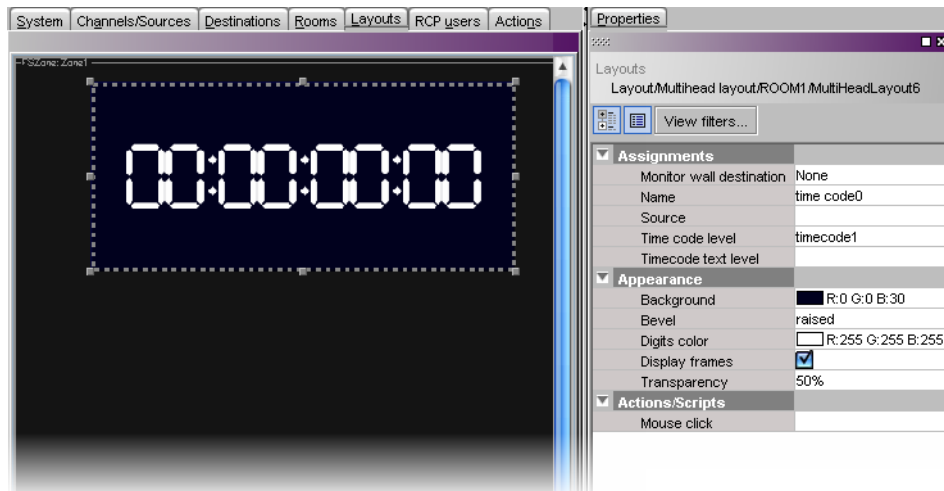 System Channels/Sources Destinations Rooms Layouts RCP users Actions
Properties
FSZone: Zone1
Layouts
Layout/Multihead layout/ROOM1/MultiHeadLayout6
View filters...
00:00:00:00
Assignments
Monitor wall destination None
Name time code0
Source
Time code level timecode1
Timecode text level
Appearance
Background R:0 G:0 B:30
Bevel raised
Digits color R:255 G:255 B:255
Display frames
Transparency 50%
Actions/Scripts
Mouse click